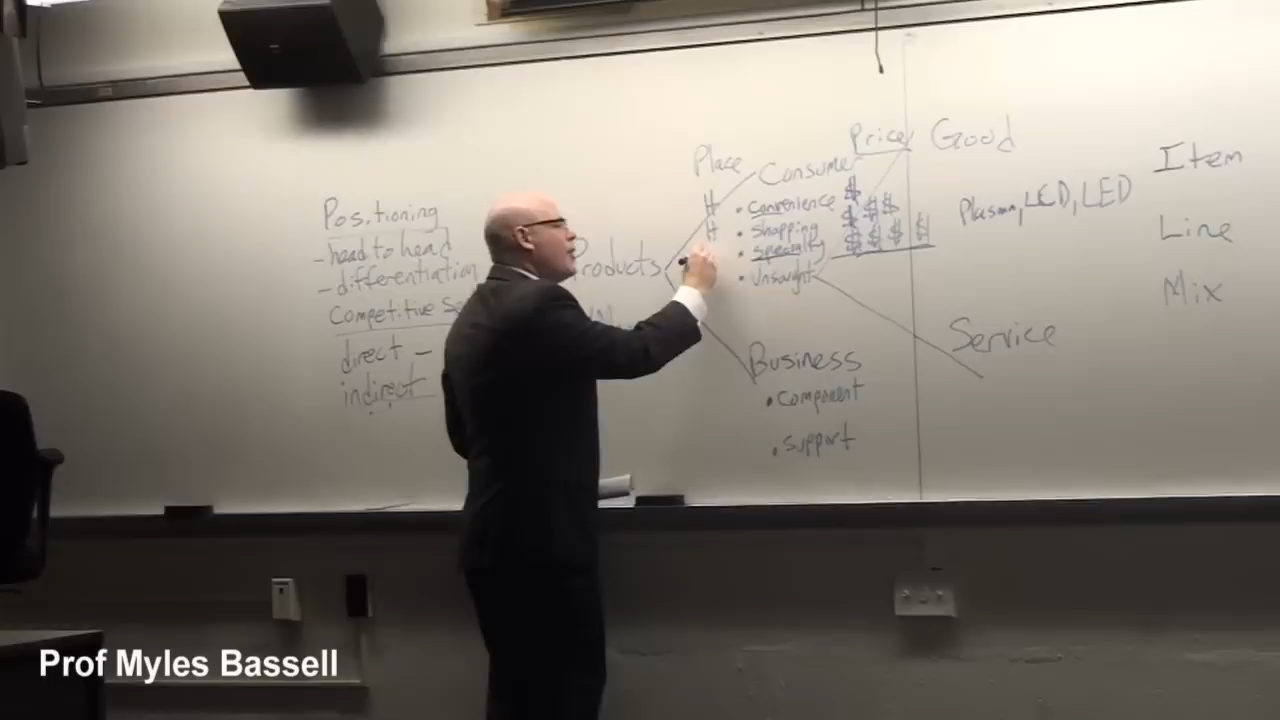 Positioning
- head to head
- differentiation
Competitive
direct -
indirect
Products
Place
H
H
Consumer
• Convenience
• Shopping
• Specialty
• Unsought
Price
$
$ $ $
$ $ $ $
Business
• Component
• Support
Good
Plasma, LCD, LED
Service
Item
Line
Mix
Prof Myles Bassell